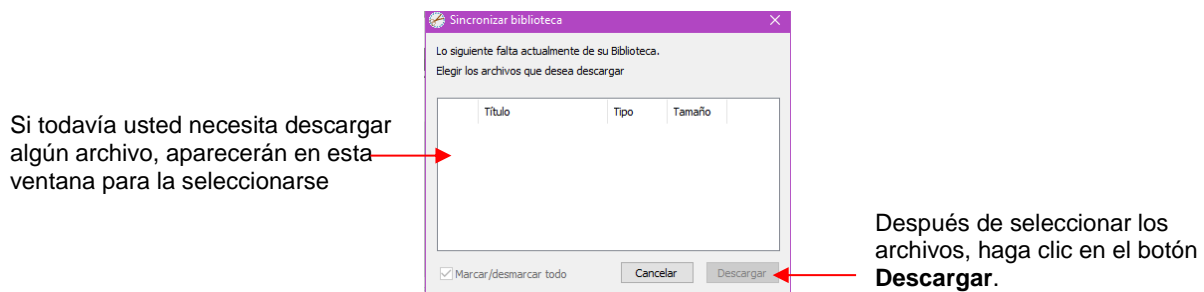 Sincronizar biblioteca
Lo siguiente falta actualmente de su Biblioteca.
Elegir los archivos que desea descargar
Título Tipo Tamaño
Si todavía usted necesita descargar
algún archivo, aparecerán en esta
ventana para la seleccionarse
Marcar/desmarcar todo Cancelar Descargar
Después de seleccionar los
archivos, haga clic en el botón
Descargar.